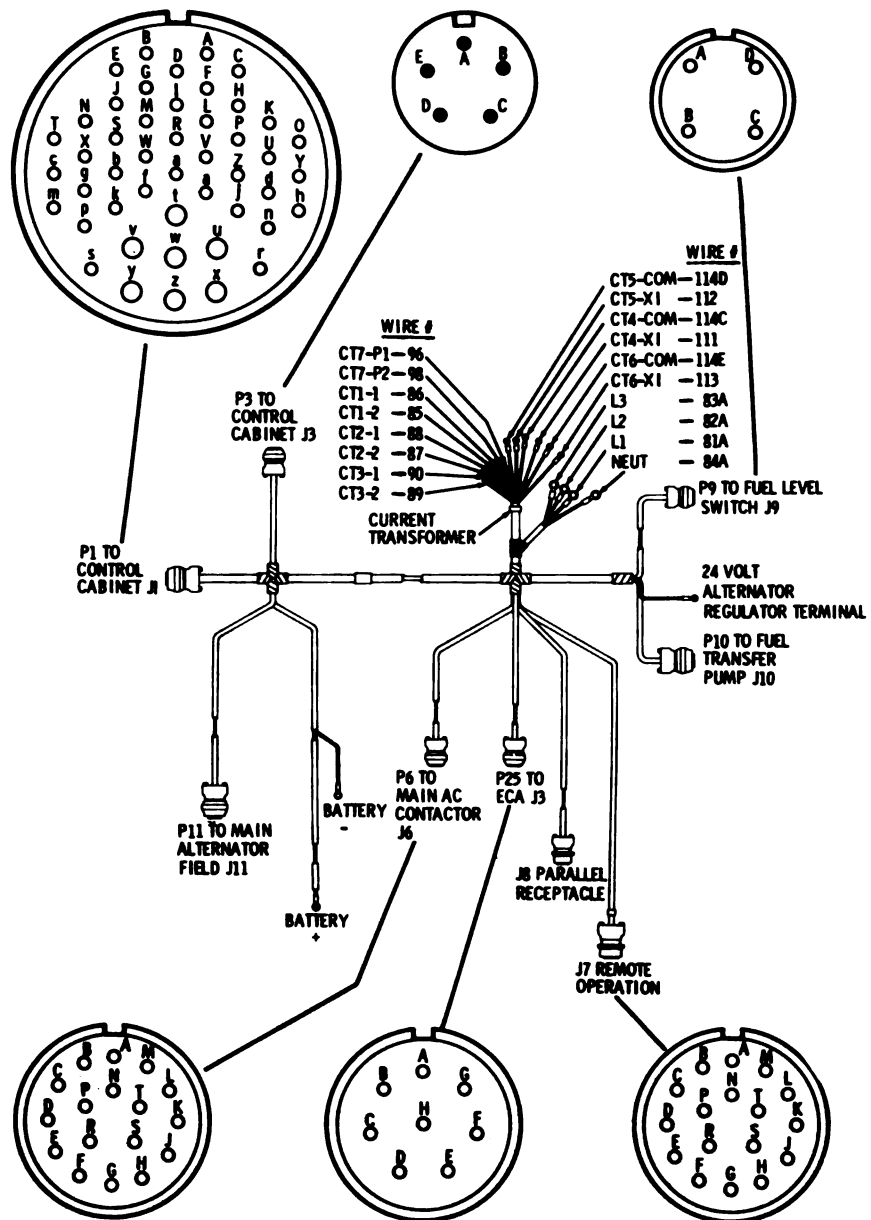 B A
E D C
G F
J I H
N M L K
T S R P O
X W V U
c b a Z Y
g f a d
m k t j h
p n
v u
s w r
y x
z
A
E B
D C
A D
B C
WIRE #
CT5-COM-114D
CT5-XI -112
CT4-COM-114C
CT4-XI -111
CT6-COM-114E
CT6-XI -113
L3 - 83A
L2 - 82A
L1 - 81A
NEUT - 84A
WIRE #
CT7-P1-96
CT7-P2-98
CT1-1 - 86
CT1-2 - 85
CT2-1 - 88
CT2-2 - 87
CT3-1 - 90
CT3-2 - 89
CURRENT
TRANSFORMER
P3 TO
CONTROL
CABINET J3
P1 TO
CONTROL
CABINET J1
P9 TO FUEL LEVEL
SWITCH J9
24 VOLT
ALTERNATOR
REGULATOR TERMINAL
P10 TO FUEL
TRANSFER
PUMP J10
P11 TO MAIN
ALTERNATOR
FIELD J11
BATTERY
-
BATTERY
+
P6 TO
MAIN AC
CONTACTOR
J6
P25 TO
ECA J3
J8 PARALLEL
RECEPTACLE
J7 REMOTE
OPERATION
B A M
C N L
D P T K
E R S J
F G H
A
B G
C H F
D E
B A M
C N L
D P T K
E R S J
F G H